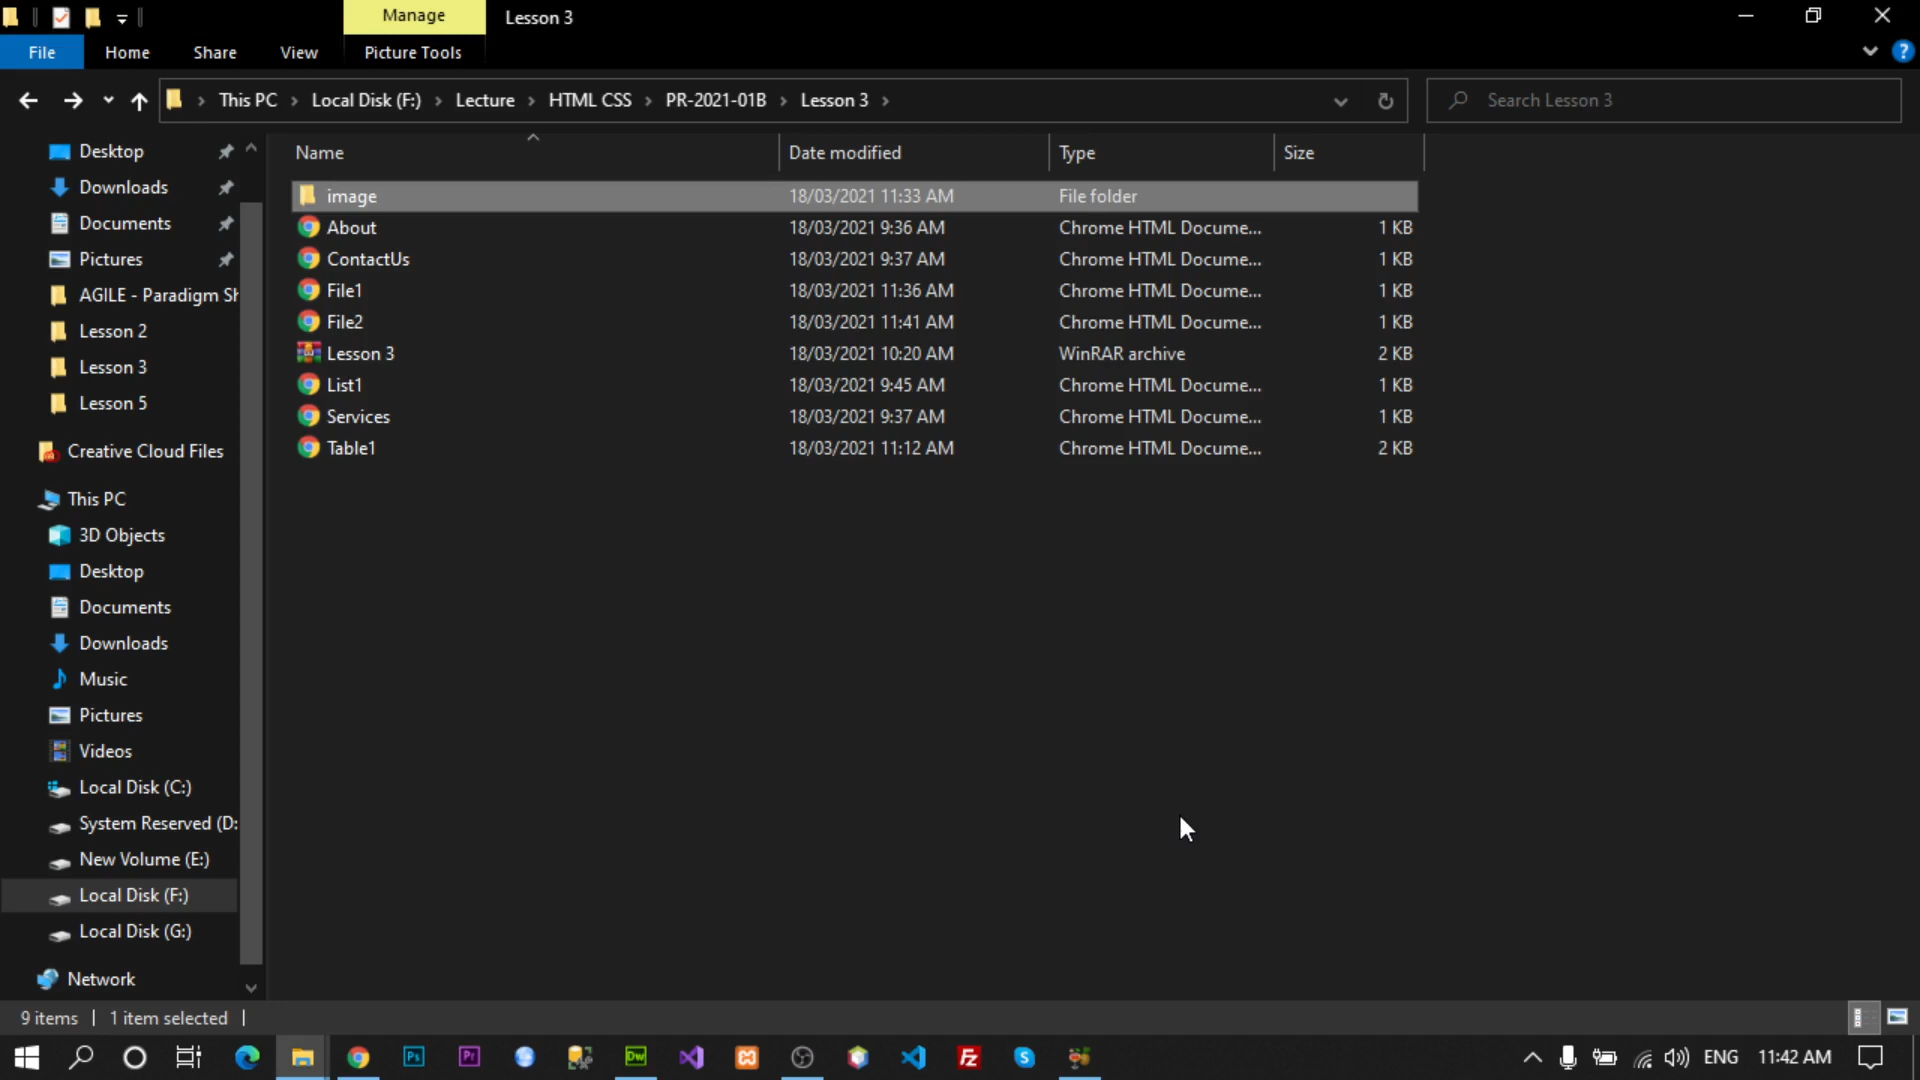 Manage
Lesson 3
File
Home
Share
View
Picture Tools
This PC
Local Disk (F:)
Lecture
HTML CSS
PR-2021-01B
Lesson 3
Search Lesson 3
Name
Date modified
Type
Size
image 18/03/2021 11:33 AM File folder
About 18/03/2021 9:36 AM Chrome HTML Docume... 1 KB
ContactUs 18/03/2021 9:37 AM Chrome HTML Docume... 1 KB
File1 18/03/2021 11:36 AM Chrome HTML Docume... 1 KB
File2 18/03/2021 11:41 AM Chrome HTML Docume... 1 KB
Lesson 3 18/03/2021 10:20 AM WinRAR archive 2 KB
List1 18/03/2021 9:45 AM Chrome HTML Docume... 1 KB
Services 18/03/2021 9:37 AM Chrome HTML Docume... 1 KB
Table1 18/03/2021 11:12 AM Chrome HTML Docume... 2 KB
Desktop
Downloads
Documents
Pictures
AGILE - Paradigm Sh
Lesson 2
Lesson 3
Lesson 5
Creative Cloud Files
This PC
3D Objects
Desktop
Documents
Downloads
Music
Pictures
Videos
Local Disk (C:)
System Reserved (D:
New Volume (E:)
Local Disk (F:)
Local Disk (G:)
Network
9 items
1 item selected
Ps
Pr
Dw
Fz
S
ENG
11:42 AM